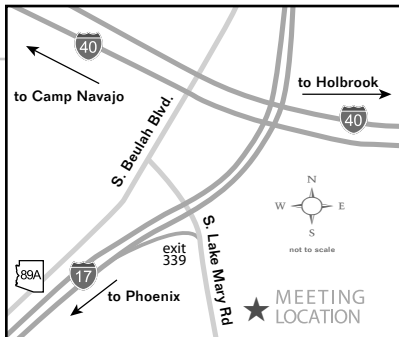 40
to Camp Navajo
to Holbrook
40
S. Beulah Blvd.
N
W E
S
not to scale
S. Lake Mary Rd
exit
339
89A
17
to Phoenix
MEETING
LOCATION